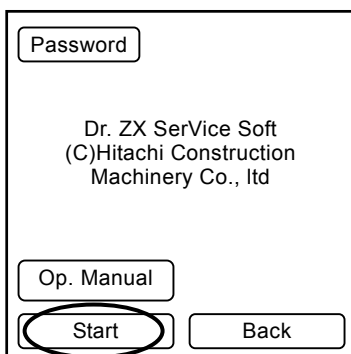 Password
Dr. ZX SerVice Soft
(C)Hitachi Construction
Machinery Co., ltd
Op. Manual
Start
Back